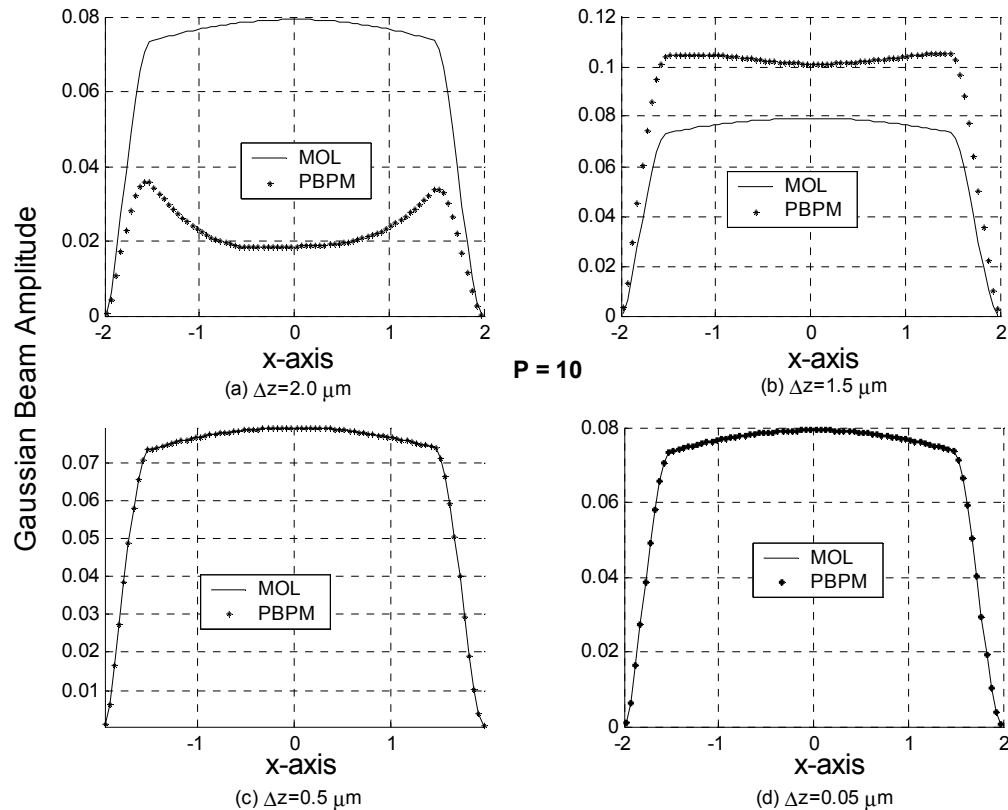 Gaussian Beam Amplitude
0.08
0.06
0.04
0.02
0
-2
-1
0
1
2
MOL
PBPM
x-axis
(a) Δz=2.0 μm
0.12
0.1
0.08
0.06
0.04
0.02
0
-2
-1
0
1
2
MOL
PBPM
x-axis
(b) Δz=1.5 μm
P = 10
0.07
0.06
0.05
0.04
0.03
0.02
0.01
-1
0
1
MOL
PBPM
x-axis
(c) Δz=0.5 μm
0.08
0.06
0.04
0.02
0
-2
-1
0
1
2
MOL
PBPM
x-axis
(d) Δz=0.05 μm